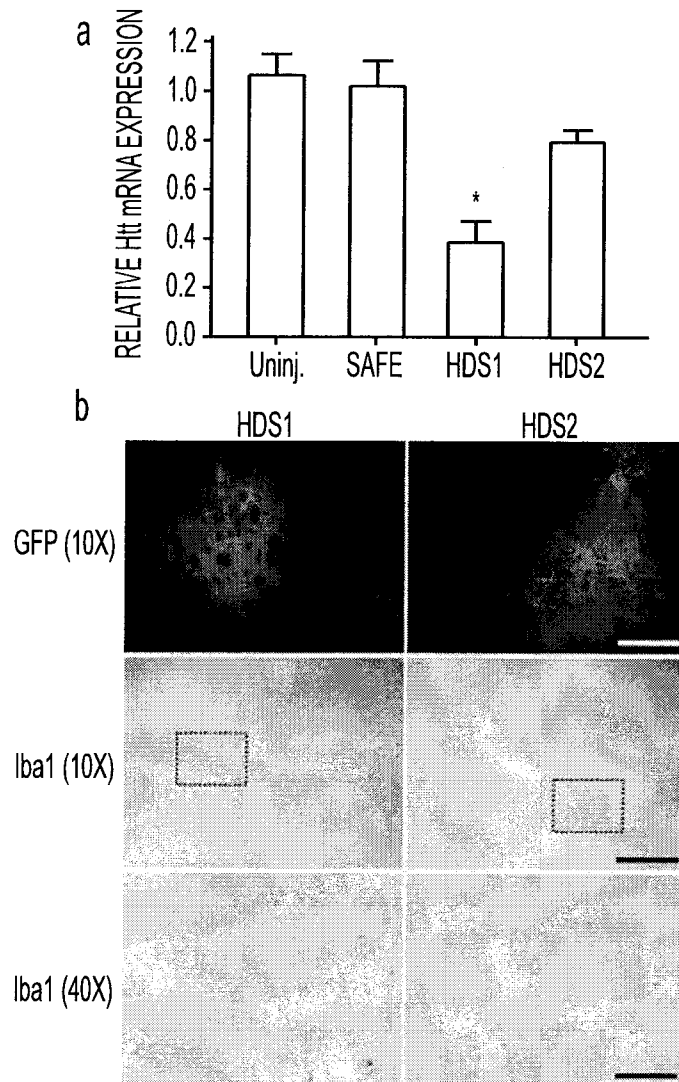 a
RELATIVE Htt mRNA EXPRESSION
1.2
1.0
0.8
0.6
0.4
0.2
0.0
*
Uninj. SAFE HDS1 HDS2
b
HDS1 HDS2
GFP (10X)
Iba1 (10X)
Iba1 (40X)